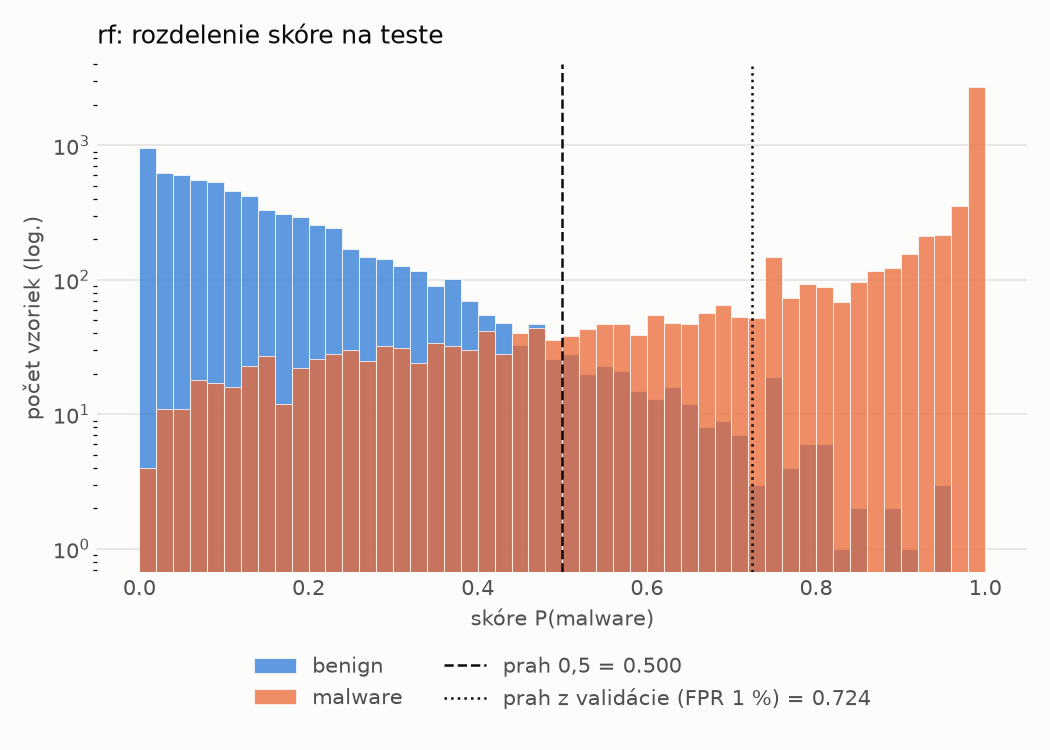 rf: rozdelenie skóre na teste
počet vzoriek (log.)
10³
10²
10¹
10⁰
0.0 0.2 0.4 0.6 0.8 1.0
skóre P(malware)
benign
malware
prah 0,5 = 0.500
prah z validácie (FPR 1 %) = 0.724